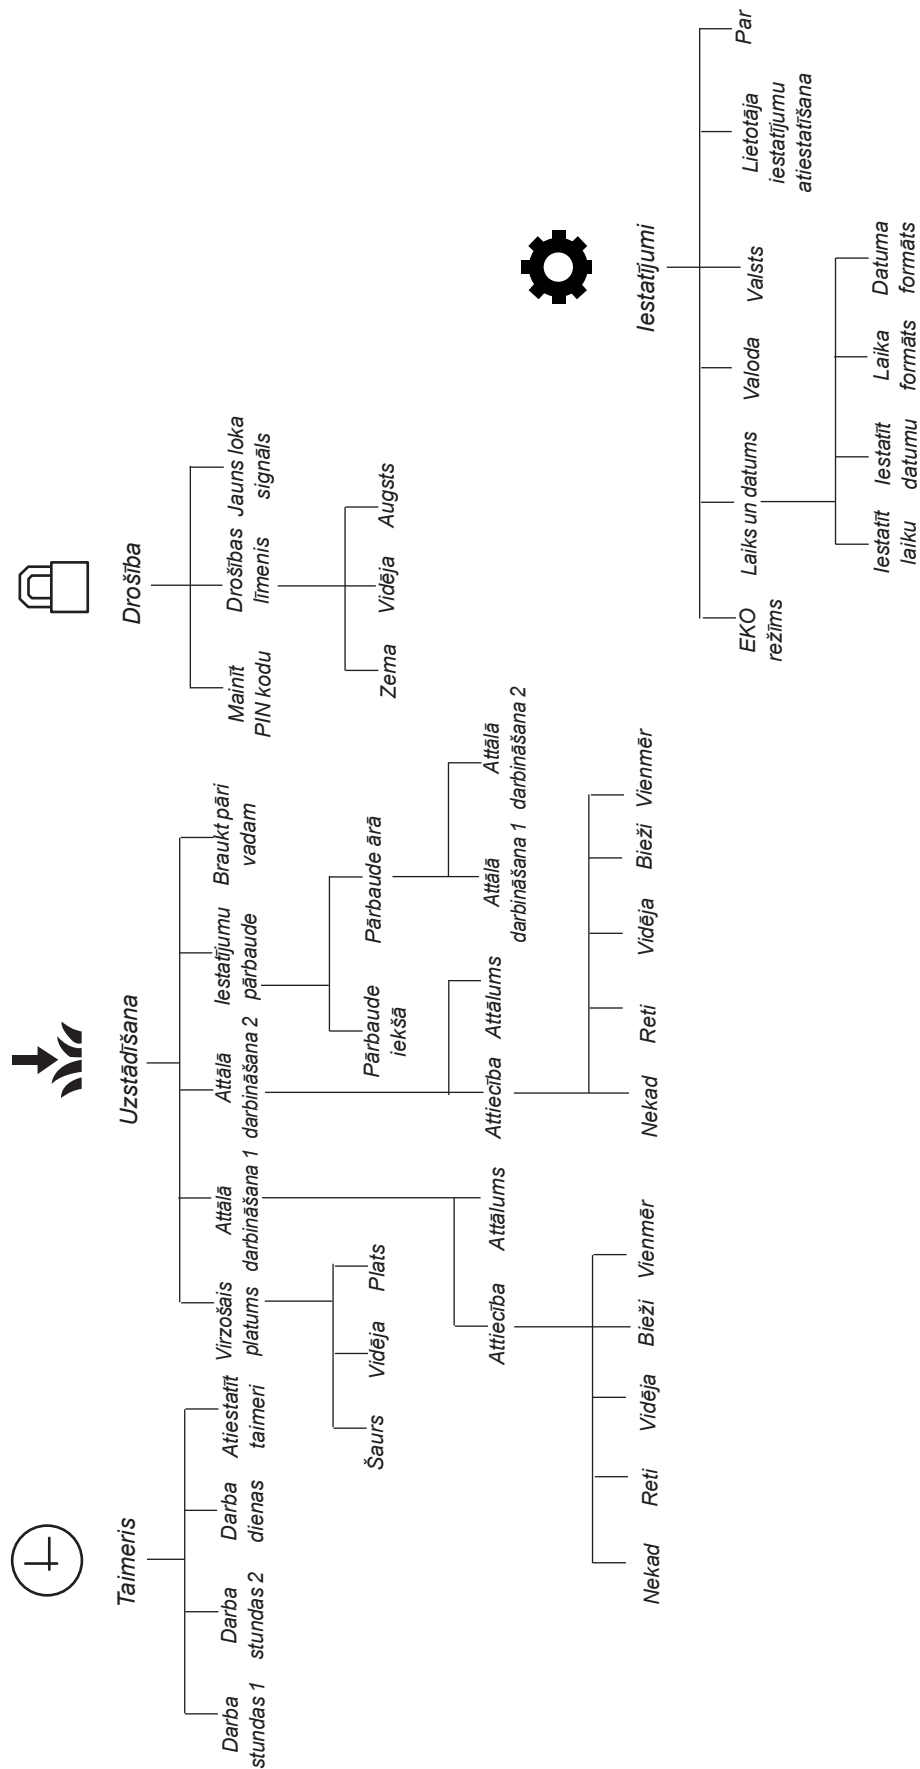 Taimeris
Darba
stundas 1
Darba
stundas 2
Darba
dienas
Atiestatīt
taimeri
Uzstādīšana
Virzošais
platums
Šaurs
Vidēja
Plats
Attālā
darbināšana 1
Attiecība
Attālums
Nekad
Reti
Vidēja
Bieži
Vienmēr
Attālā
darbināšana 2
Attiecība
Attālums
Nekad
Reti
Vidēja
Bieži
Vienmēr
Iestatījumu
pārbaude
Pārbaude
iekšā
Pārbaude ārā
Attālā
darbināšana 1
Attālā
darbināšana 2
Braukt pāri
vadam
Drošība
Mainīt
PIN kodu
Drošības
līmenis
Zema
Vidēja
Augsts
Jauns loka
signāls
Iestatījumi
EKO
režīms
Laiks un datums
Iestatīt
laiku
Iestatīt
datumu
Laika
formāts
Datuma
formāts
Valoda
Valsts
Lietotāja
iestatījumu
atiestatīšana
Par